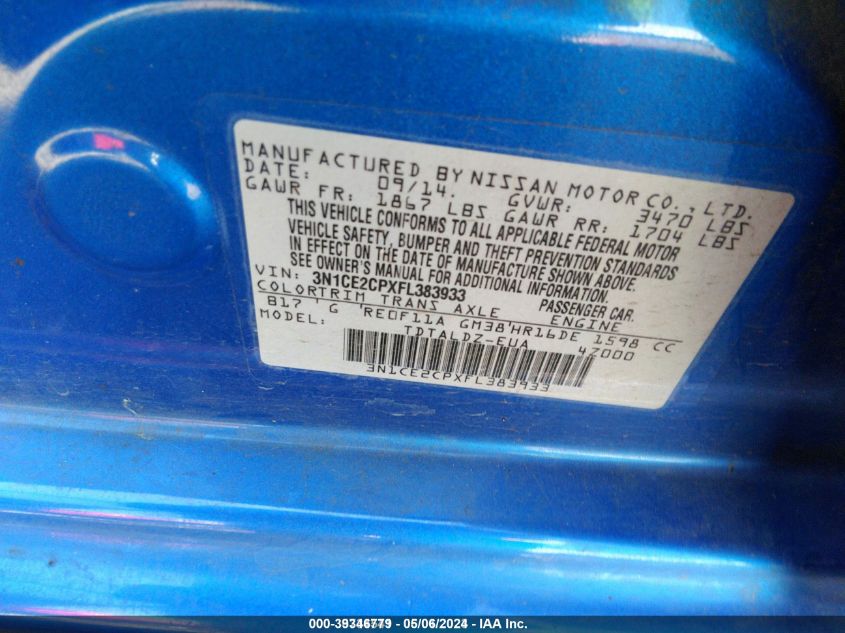 MANUFACTURED BY NISSAN MOTOR CO., LTD.
DATE: 09/14. GVWR: 3470 LBS
GAWR FR: 1867 LBS GAWR RR: 1704 LBS
THIS VEHICLE CONFORMS TO ALL APPLICABLE FEDERAL MOTOR
VEHICLE SAFETY, BUMPER AND THEFT PREVENTION STANDARDS
IN EFFECT ON THE DATE OF MANUFACTURE SHOWN ABOVE.
SEE OWNER'S MANUAL FOR ADDITIONAL INFORMATION.
VIN: 3N1CE2CPXFL383933 PASSENGER CAR.
COLORTRIM TRANS AXLE ENGINE
B17 ' G 'RE0F11A GM38'HR16DE 1598 CC
MODEL: TDTALDZ-EUA 47000
3N1CE2CPXFL383933
000-39346779 - 05/06/2024 - IAA Inc.